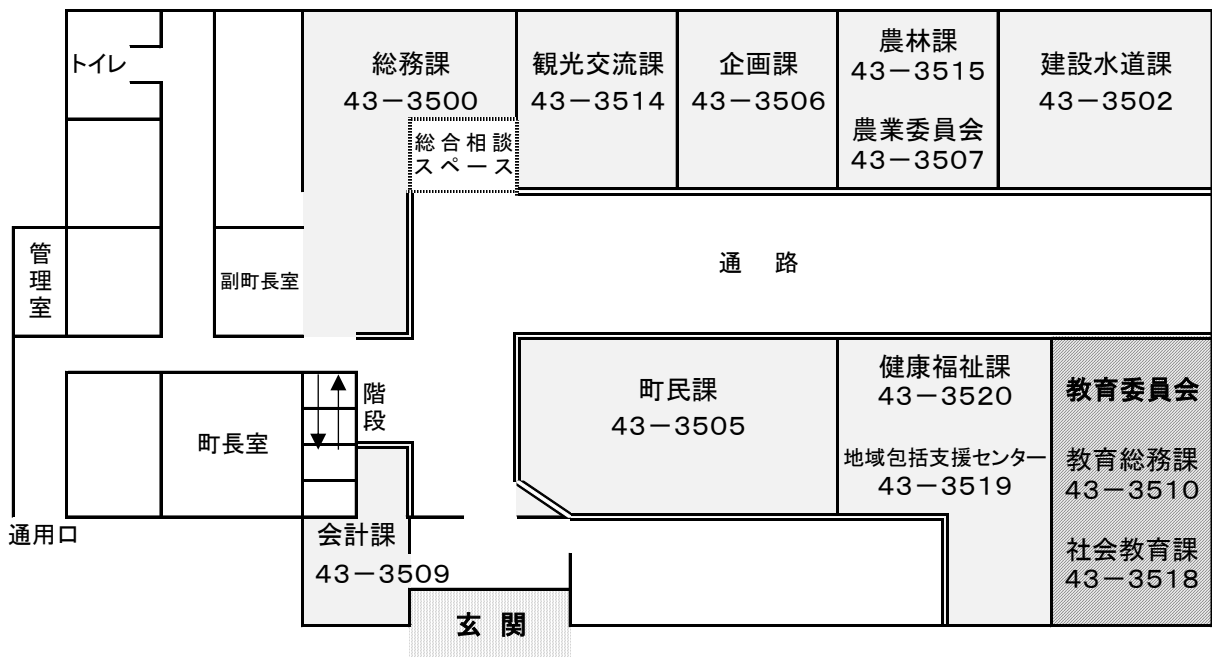 トイレ
総務課
43－3500
総合相談
スペース
観光交流課
43－3514
企画課
43－3506
農林課
43－3515
農業委員会
43－3507
建設水道課
43－3502
管理室
副町長室
通　路
町長室
階段
町民課
43－3505
健康福祉課
43－3520
地域包括支援センター
43－3519
教育委員会
教育総務課
43－3510
社会教育課
43－3518
通用口
会計課
43－3509
玄 関